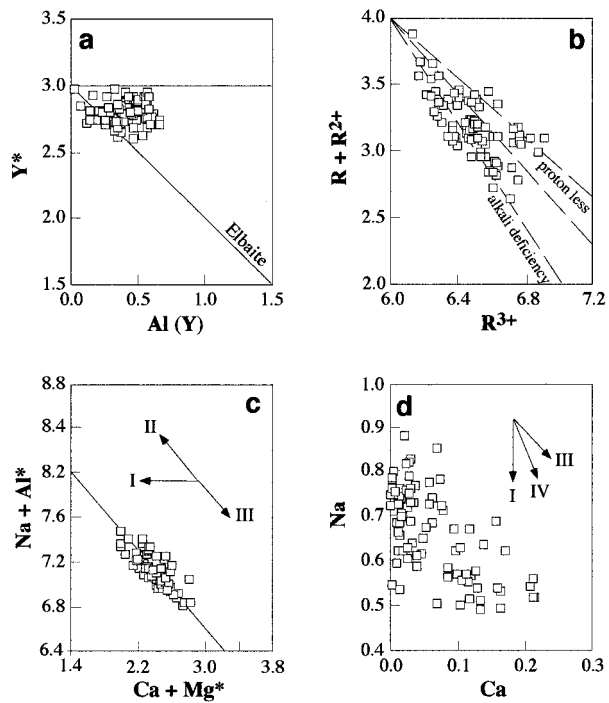 3.5
a
3.0
2.5
Y*
2.0
Elbaite
1.5
0.0 0.5 1.0 1.5
Al (Y)
4.0
b
3.5
3.0
R + R2+
2.5
proton less
alkali deficiency
2.0
6.0 6.4 6.8 7.2
R3+
8.8
c
8.4
II
8.2
I
III
7.6
Na + Al*
7.2
6.8
6.4
1.4 2.2 3.0 3.8
Ca + Mg*
1.0
d
0.9
0.8
III
I
IV
0.7
Na
0.6
0.5
0.4
0.0 0.1 0.2 0.3
Ca